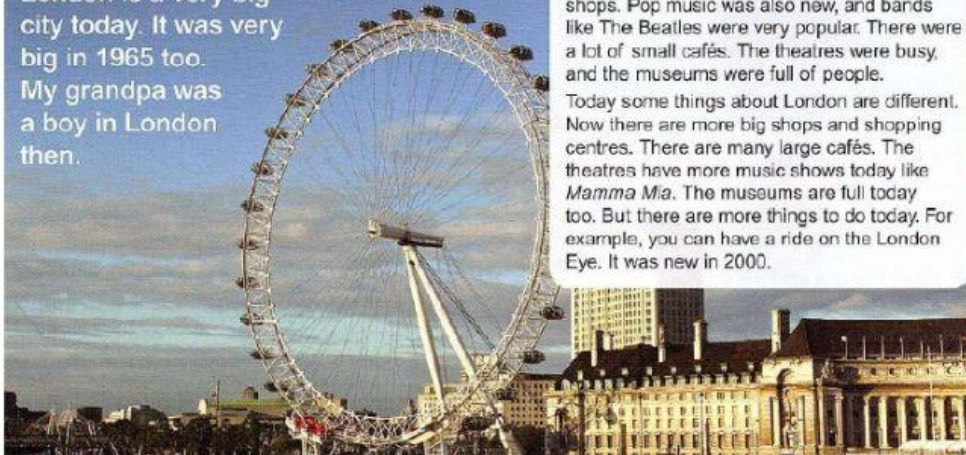 London is a very big
city today. It was very
big in 1965 too.
My grandpa was
a boy in London
then.
shops. Pop music was also new, and bands
like The Beatles were very popular. There were
a lot of small cafés. The theatres were busy,
and the museums were full of people.
Today some things about London are different.
Now there are more big shops and shopping
centres. There are many large cafés. The
theatres have more music shows today like
Mamma Mia. The museums are full today
too. But there are more things to do today. For
example, you can have a ride on the London
Eye. It was new in 2000.